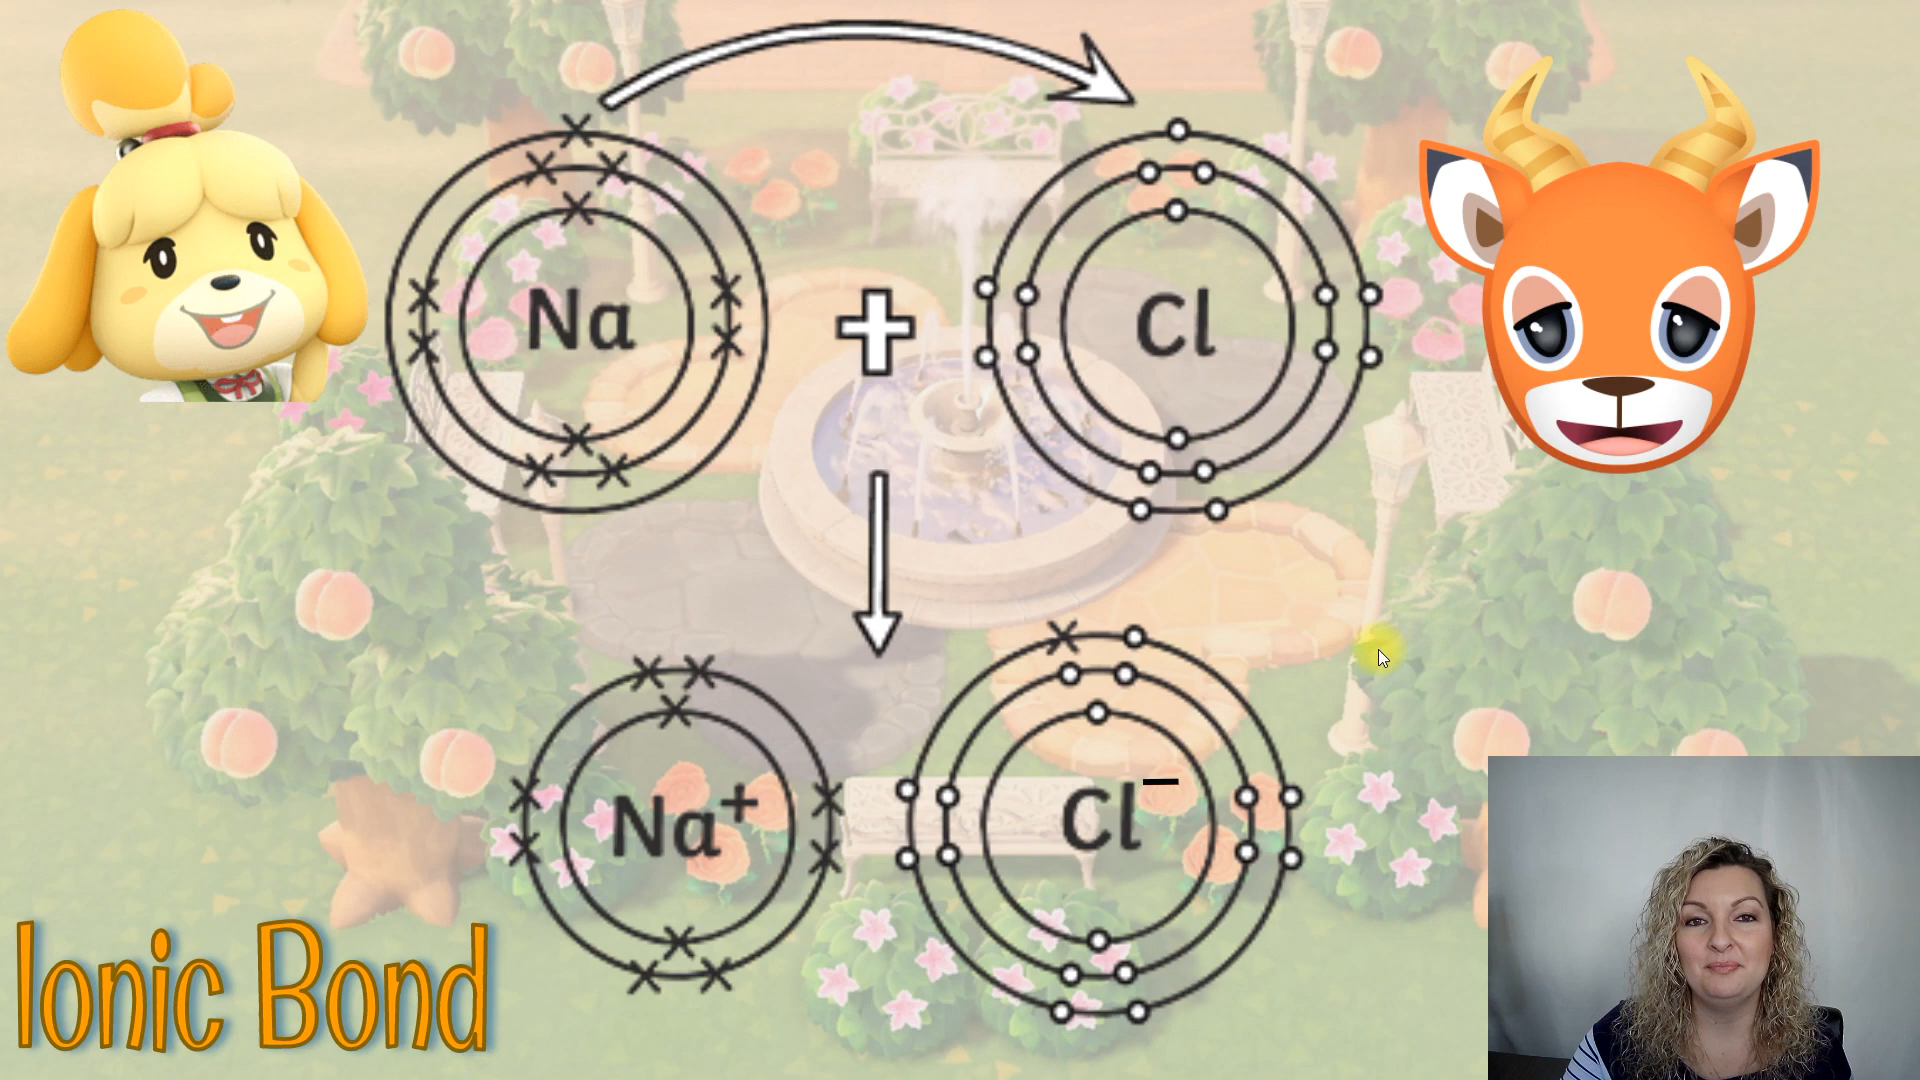 Na
+
Cl
Na+
Cl−
Ionic Bond